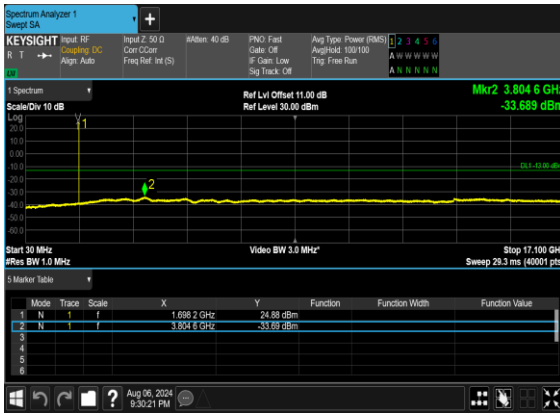 Spectrum Analyzer 1
Swept SA
+
KEYSIGHT
R T
Input: RF
Coupling: DC
Align: Auto
Input Z: 50 Ω
Corr CCorr
Freq Ref: Int (S)
#Atten: 40 dB
PNO: Fast
Gate: Off
IF Gain: Low
Sig Track: Off
Avg Type: Power (RMS)
Avg|Hold: 100/100
Trig: Free Run
1 2 3 4 5 6
A W W W W W
A N N N N N
1 Spectrum
Scale/Div 10 dB
Ref Lvl Offset 11.00 dB
Ref Level 30.00 dBm
Mkr2 3.804 6 GHz
-33.689 dBm
Log
20.0
10.0
0.00
-10.0
-20.0
-30.0
-40.0
-50.0
-60.0
1
2
DL1 -13.00 dBm
Start 30 MHz
#Res BW 1.0 MHz
Video BW 3.0 MHz*
Stop 17.100 GHz
Sweep 29.3 ms (40001 pts)
5 Marker Table
Mode Trace Scale X Y Function Function Width Function Value
1 N 1 f 1.698 2 GHz 24.88 dBm
2 N 1 f 3.804 6 GHz -33.69 dBm
3
4
5
6
?
Aug 06, 2024
9:30:21 PM